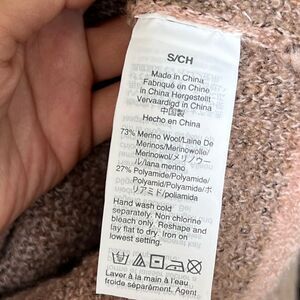 S/CH
Made in China
Fabriqué en Chine
in China Hergestellt
Vervaardigd in China
中国製
Hecho en China
73% Merino Wool/Laine De
Merinos/Merinowolle/
Merinowol/メリノウー
ル/lana merino
27% Polyamide/Polyamide/
Polyamid/Polyamide/ポ
リアミド/poliamida
Hand wash cold
separately. Non chlorine
bleach only. Reshape and
lay flat to dry. Iron on
lowest setting.
Laver à la main à l'eau
froide séparément. Agent